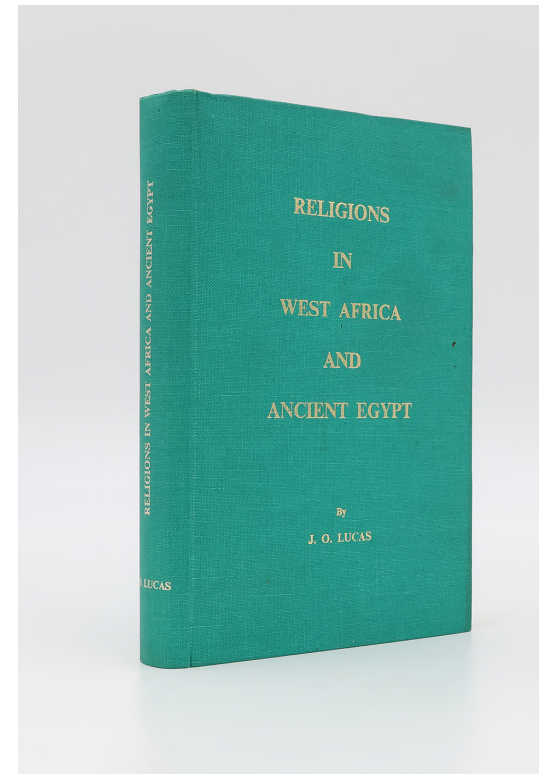 RELIGIONS IN WEST AFRICA AND ANCIENT EGYPT
LUCAS
RELIGIONS
IN
WEST AFRICA
AND
ANCIENT EGYPT
By
J. O. LUCAS